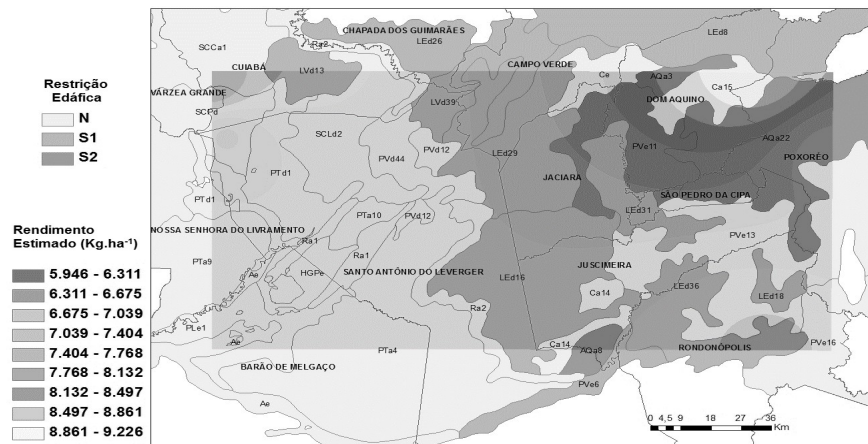 Restrição
Edáfica
N
S1
S2
Rendimento
Estimado (Kg.ha⁻¹)
5.946 - 6.311
6.311 - 6.675
6.675 - 7.039
7.039 - 7.404
7.404 - 7.768
7.768 - 8.132
8.132 - 8.497
8.497 - 8.861
8.861 - 9.226
CHAPADA DOS GUIMARÃES
LEd26
LEd8
SCCa1
Ra2
CUIABÁ
LVd13
CAMPO VERDE
Ce
AQa3
Ca15
VÁRZEA GRANDE
DOM AQUINO
LVd39
SCPd
SCLd2
AQa22
PVd12
LEd29
PVe11
PVd44
POXORÉO
PTd1
PTd1
JACIARA
SÃO PEDRO DA CIPA
PTa10
PVd12
LEd31
NOSSA SENHORA DO LIVRAMENTO
PVe13
Ra1
Ra1
PTa9
JUSCIMEIRA
Ae
HGPe
SANTO ANTÔNIO DO LEVERGER
LEd16
LEd36
Ca14
LEd18
Ra2
PLe1
Ae
Ca14
AQa8
RONDONÓPOLIS
PVe16
PTa4
BARÃO DE MELGAÇO
PVe6
Ae
0 4,5 9 18 27 36
Km